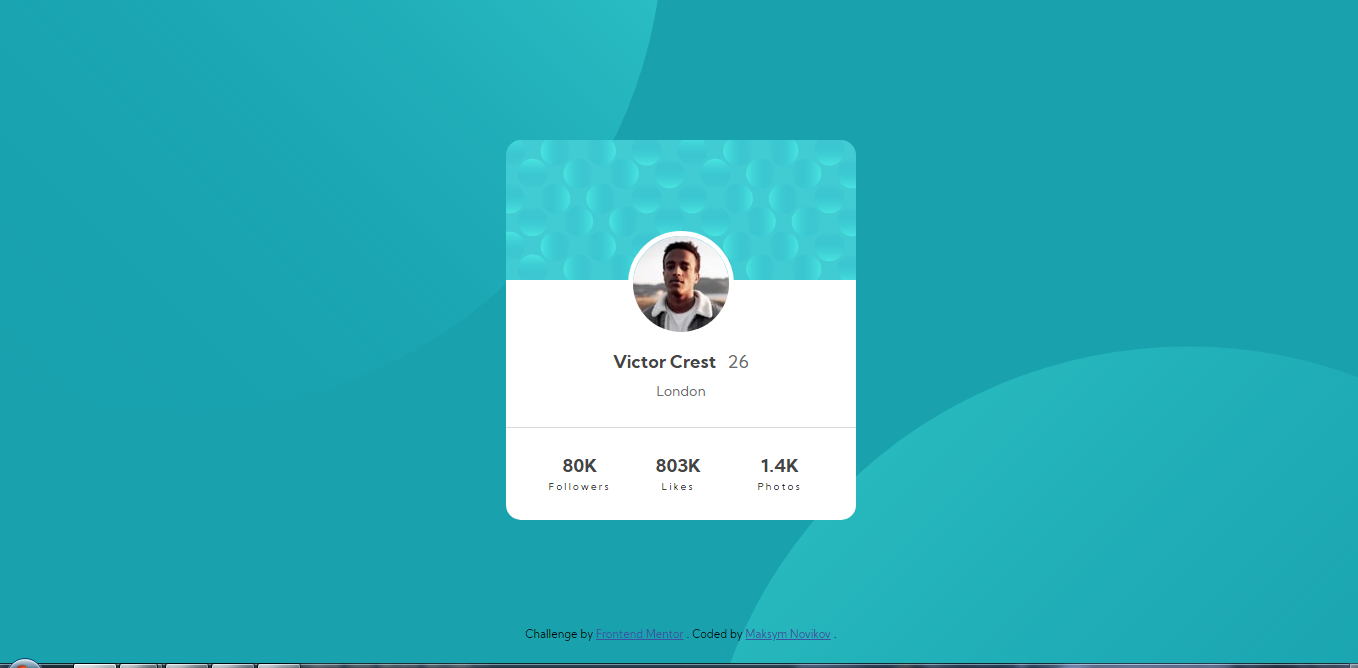 Victor Crest 26
London
80K 803K 1.4K
Followers Likes Photos
Challenge by Frontend Mentor . Coded by Maksym Novikov .